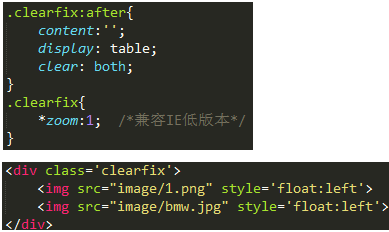 .clearfix:after{
    content:'';
    display: table;
    clear: both;
}
.clearfix{
    *zoom:1;  /*兼容IE低版本*/
}
<div class='clearfix'>
    <img src="image/1.png" style='float:left'>
    <img src="image/bmw.jpg" style='float:left'>
</div>